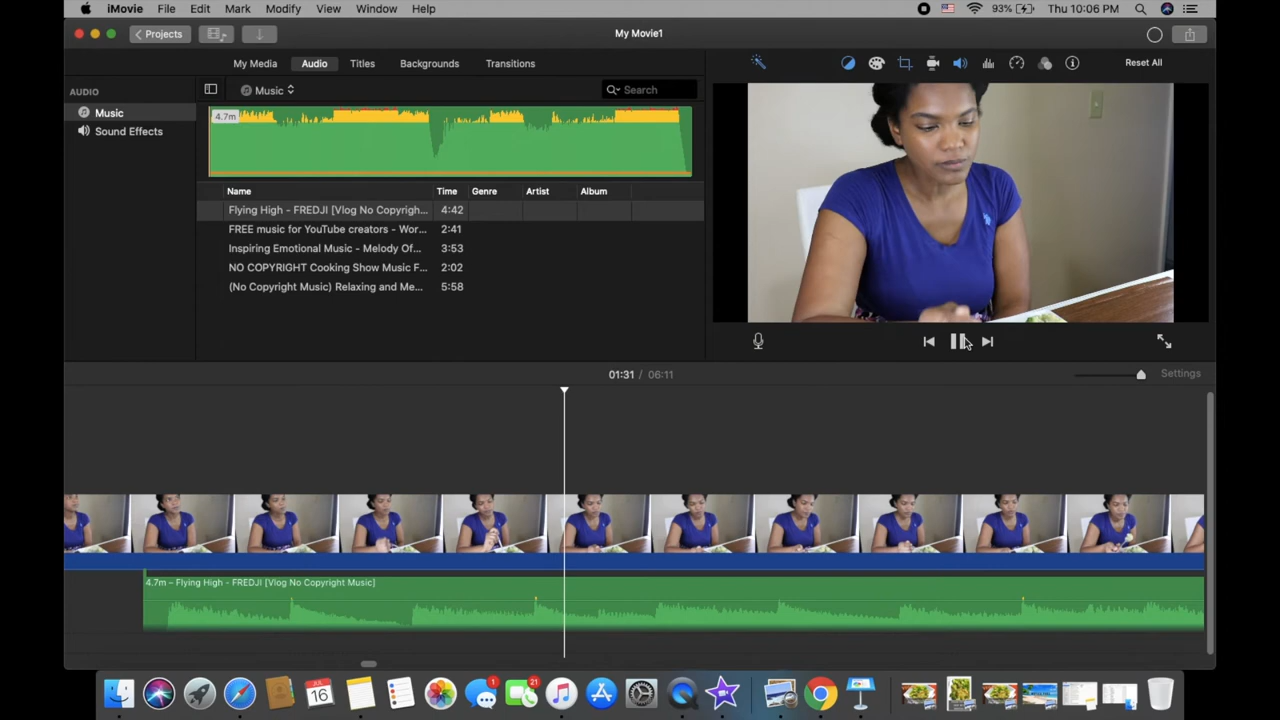 iMovie File Edit Mark Modify View Window Help 93% Thu 10:06 PM
Projects My Movie1
My Media Audio Titles Backgrounds Transitions Reset All
AUDIO Music Search
Music
Sound Effects
4.7m
Name Time Genre Artist Album
Flying High - FREDJI [Vlog No Copyrigh... 4:42
FREE music for YouTube creators - Wor... 2:41
Inspiring Emotional Music - Melody Of... 3:53
NO COPYRIGHT Cooking Show Music F... 2:02
(No Copyright Music) Relaxing and Me... 5:58
01:31 / 06:11 Settings
4.7m – Flying High - FREDJI [Vlog No Copyright Music]
JUL
16
1
21